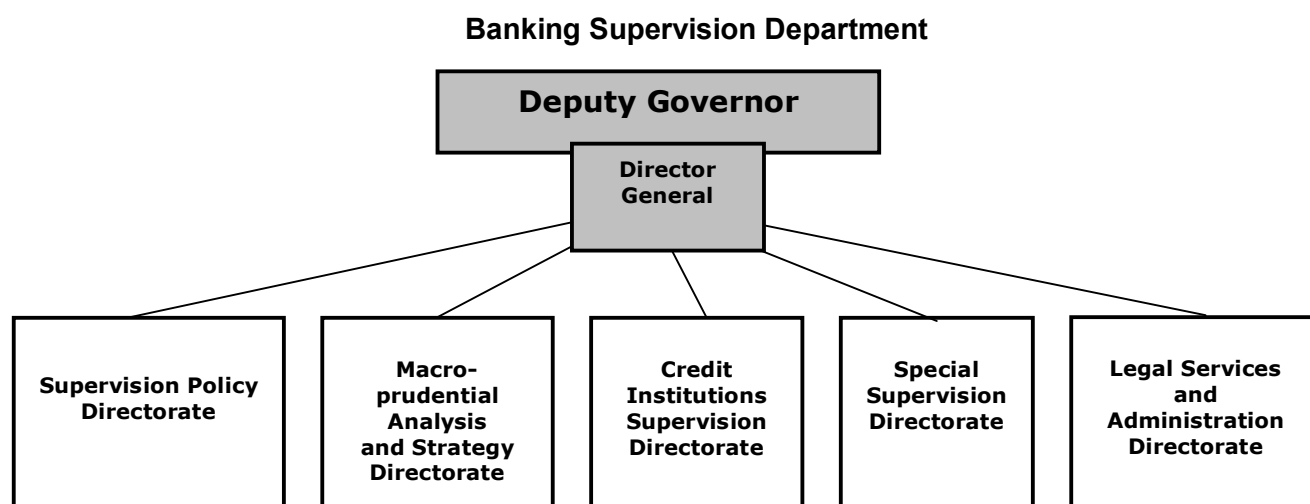 Banking Supervision Department
Deputy Governor
Director
General
Supervision Policy
Directorate
Macro-
prudential
Analysis
and Strategy
Directorate
Credit
Institutions
Supervision
Directorate
Special
Supervision
Directorate
Legal Services
and
Administration
Directorate